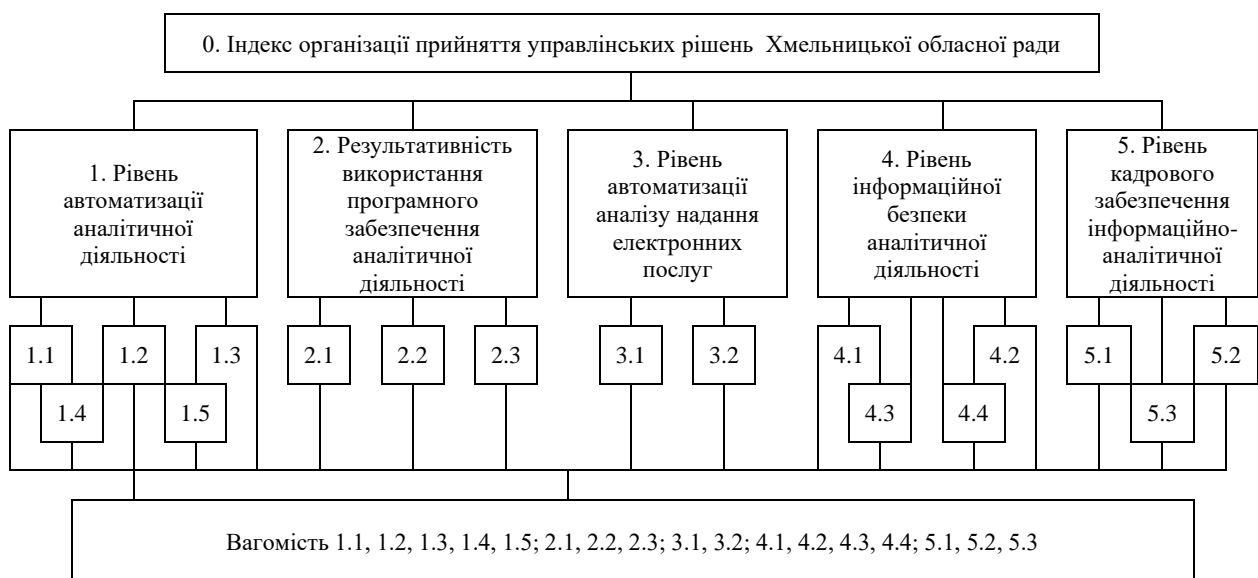 0. Індекс організації прийняття управлінських рішень Хмельницької обласної ради
1. Рівень
автоматизації
аналітичної
діяльності
2. Результативність
використання
програмного
забезпечення
аналітичної
діяльності
3. Рівень
автоматизації
аналізу надання
електронних
послуг
4. Рівень
інформаційної
безпеки
аналітичної
діяльності
5. Рівень
кадрового
забезпечення
інформаційно-
аналітичної
діяльності
1.1 1.2 1.3 2.1 2.2 2.3 3.1 3.2 4.1 4.2 5.1 5.2
1.4 1.5 4.3 4.4 5.3
Вагомість 1.1, 1.2, 1.3, 1.4, 1.5; 2.1, 2.2, 2.3; 3.1, 3.2; 4.1, 4.2, 4.3, 4.4; 5.1, 5.2, 5.3